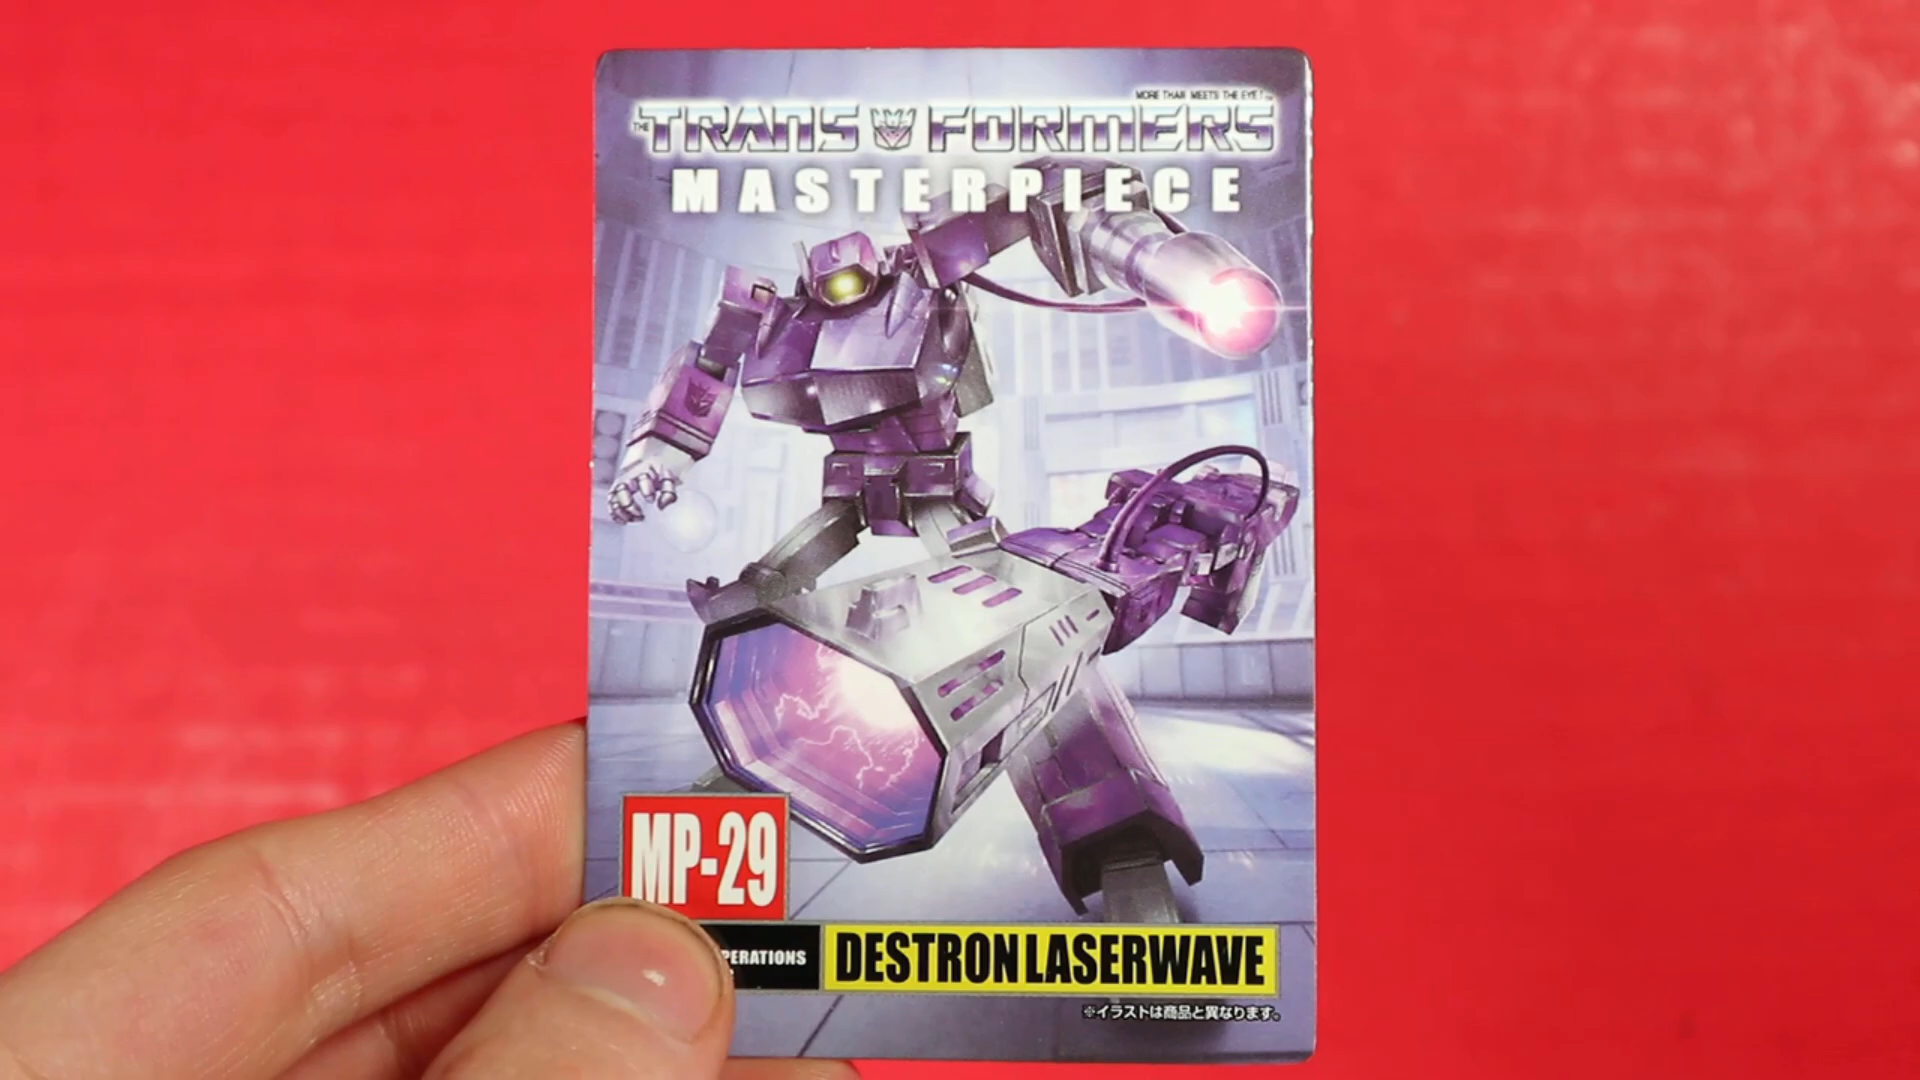 MORE THAN MEETS THE EYE!™
THE TRANSFORMERS
MASTERPIECE
MP-29
DESTRON LASERWAVE
※イラストは商品と異なります。